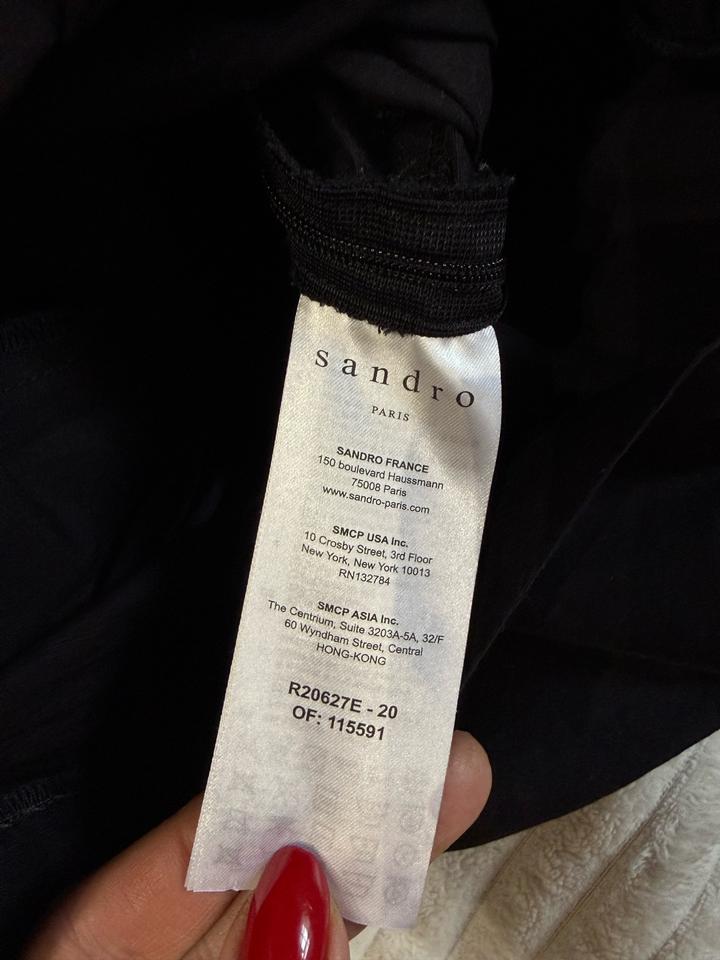 sandro
PARIS
SANDRO FRANCE
150 boulevard Haussmann
75008 Paris
www.sandro-paris.com
SMCP USA Inc.
10 Crosby Street, 3rd Floor
New York, New York 10013
RN132784
SMCP ASIA Inc.
The Centrium, Suite 3203A-5A, 32/F
60 Wyndham Street, Central
HONG-KONG
R20627E - 20
OF: 115591